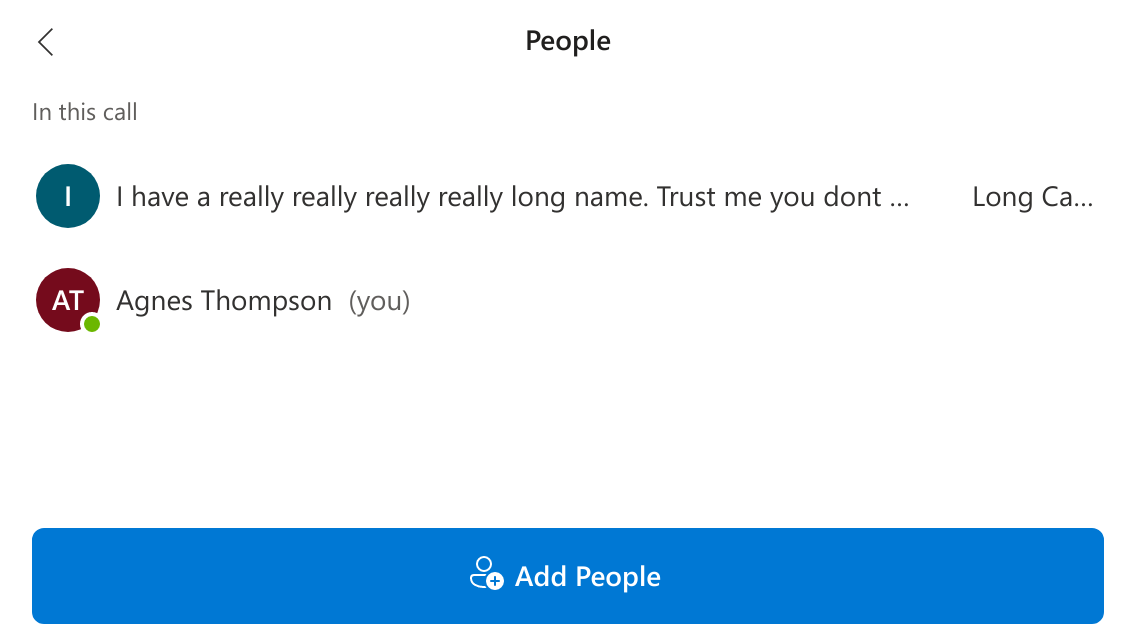 People
In this call
I I have a really really really really long name. Trust me you dont ... Long Ca...
AT Agnes Thompson (you)
Add People